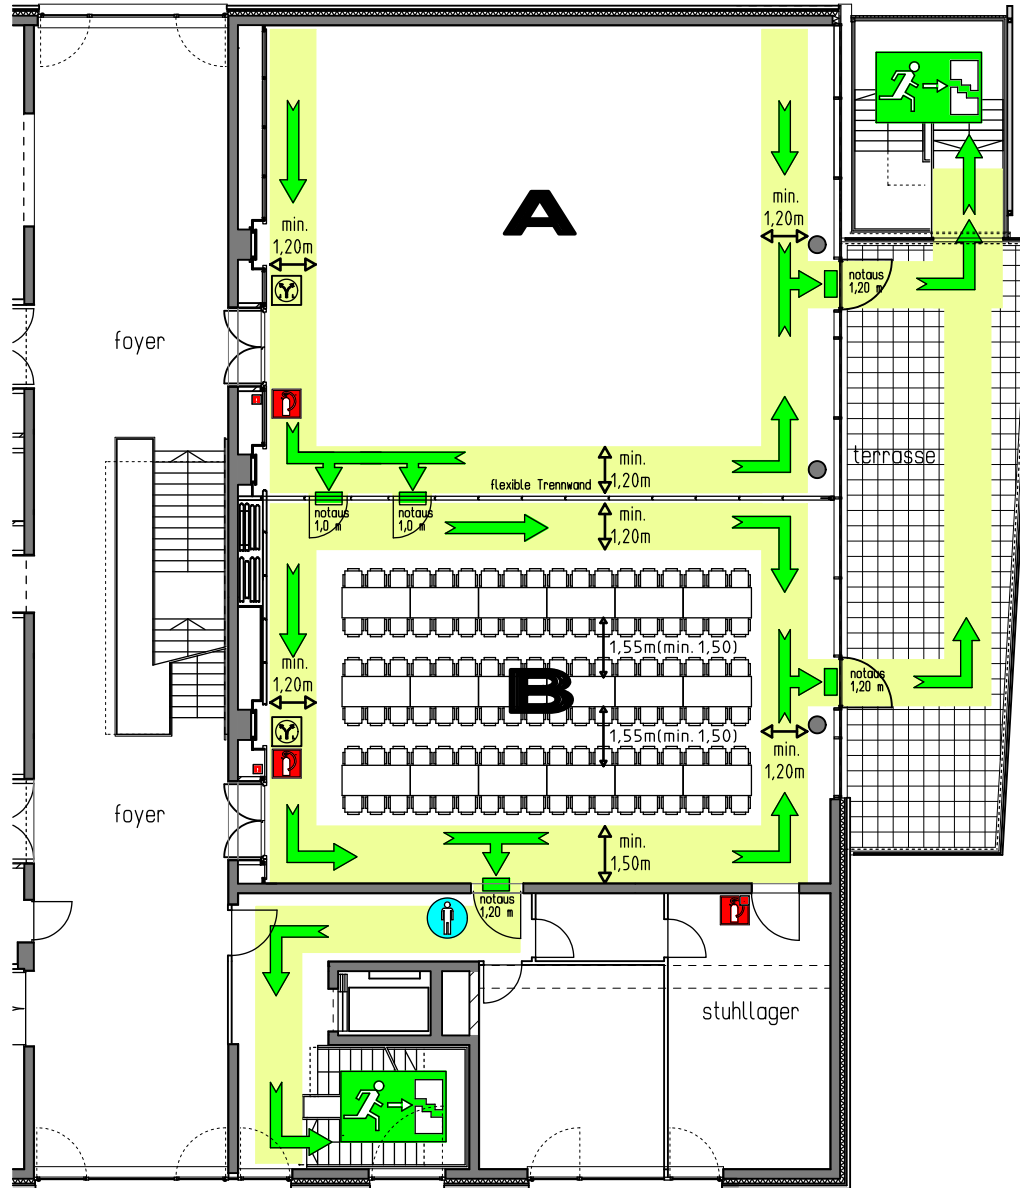 A
min.
1,20m
min.
1,20m
notaus
1,20 m
foyer
terrasse
min.
1,20m
flexible Trennwand
notaus
1,0 m
notaus
1,0 m
min.
1,20m
1,55m(min. 1,50)
min.
1,20m
B
notaus
1,20 m
1,55m(min. 1,50)
min.
1,20m
foyer
min.
1,50m
notaus
1,20 m
stuhllager